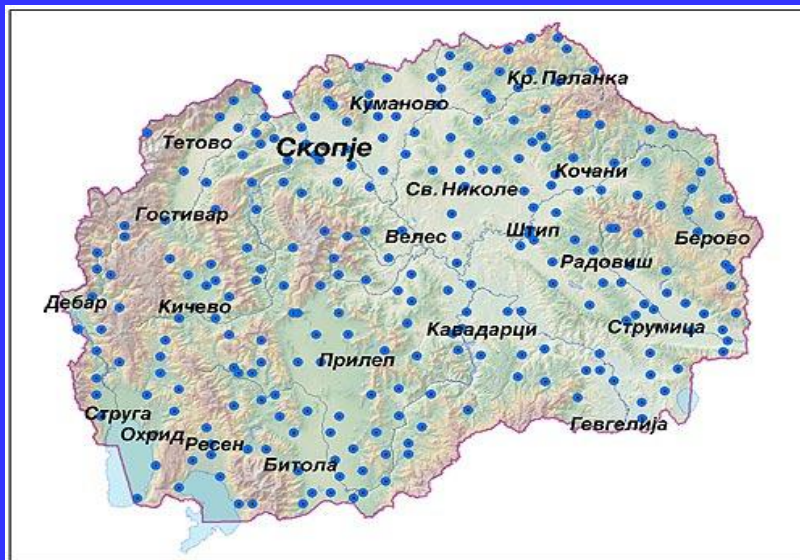 Кр. Паланка
Куманово
Тетово
Скопје
Кочани
Св. Николе
Гостивар
Штип
Велес
Берово
Радовиш
Дебар
Кичево
Кавадарци
Струмица
Прилеп
Струга
Гевгелија
Охрид
Ресен
Битола